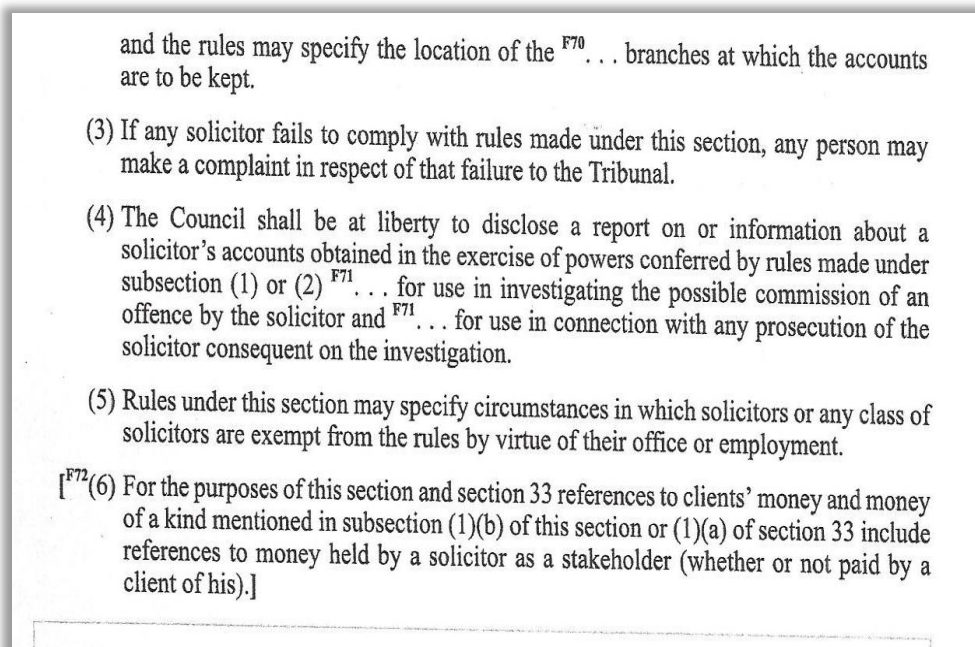 and the rules may specify the location of the F70. . . branches at which the accounts
are to be kept.
(3) If any solicitor fails to comply with rules made under this section, any person may
make a complaint in respect of that failure to the Tribunal.
(4) The Council shall be at liberty to disclose a report on or information about a
solicitor's accounts obtained in the exercise of powers conferred by rules made under
subsection (1) or (2) F71. . . for use in investigating the possible commission of an
offence by the solicitor and F71. . . for use in connection with any prosecution of the
solicitor consequent on the investigation.
(5) Rules under this section may specify circumstances in which solicitors or any class of
solicitors are exempt from the rules by virtue of their office or employment.
[F72(6) For the purposes of this section and section 33 references to clients' money and money
of a kind mentioned in subsection (1)(b) of this section or (1)(a) of section 33 include
references to money held by a solicitor as a stakeholder (whether or not paid by a
client of his).]